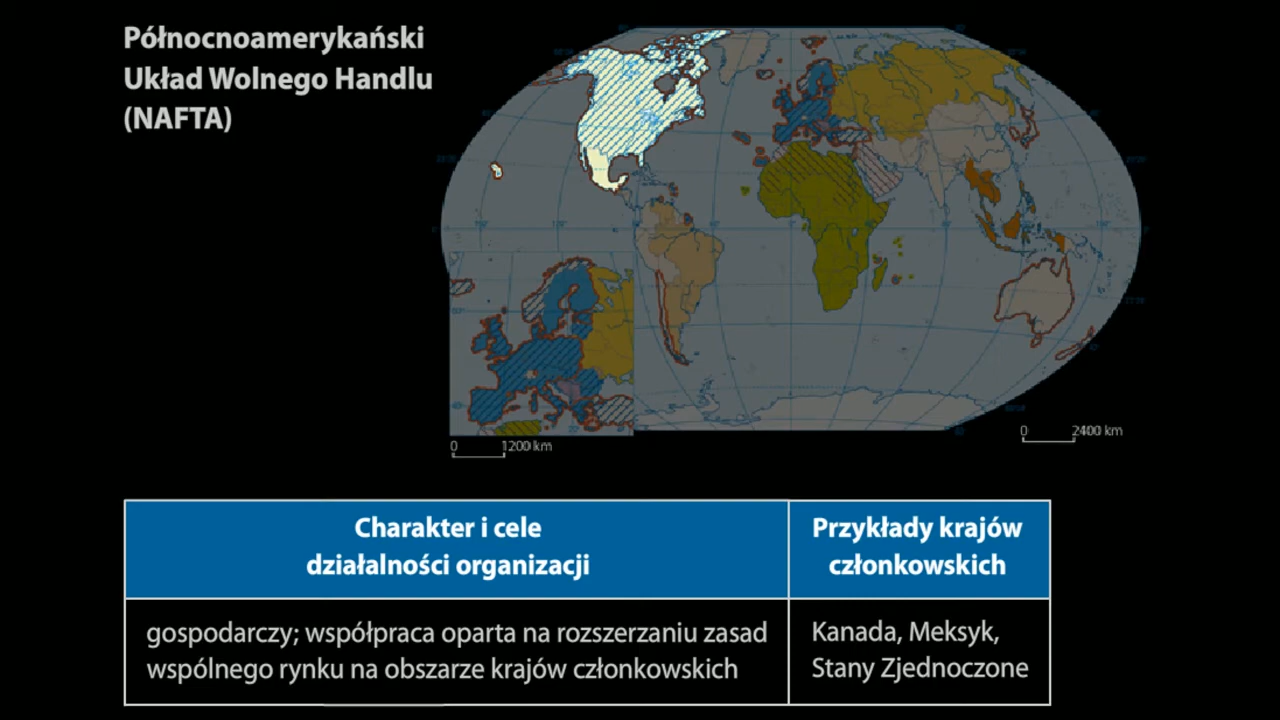 Północnoamerykański
Układ Wolnego Handlu
(NAFTA)
0 1200 km
0 2400 km
Charakter i cele
działalności organizacji
Przykłady krajów
członkowskich
gospodarczy; współpraca oparta na rozszerzaniu zasad
wspólnego rynku na obszarze krajów członkowskich
Kanada, Meksyk,
Stany Zjednoczone